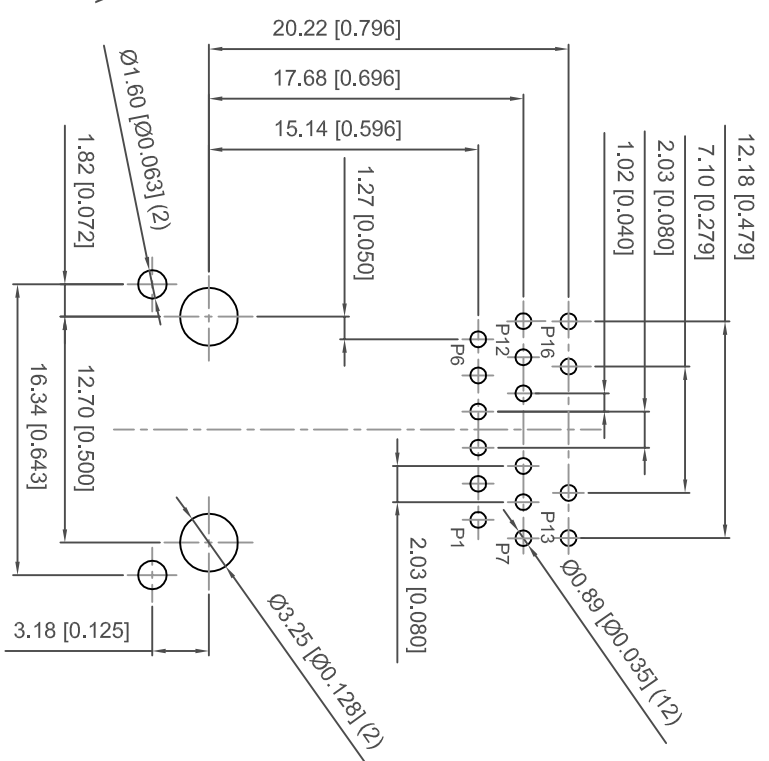 20.22 [0.796]
17.68 [0.696]
15.14 [0.596]
12.18 [0.479]
7.10 [0.279]
2.03 [0.080]
1.02 [0.040]
Ø1.60 [Ø0.063] (2)
1.82 [0.072]
1.27 [0.050]
P16
P12
P6
12.70 [0.500]
16.34 [0.643]
P13
P7
P1
2.03 [0.080]
Ø0.89 [Ø0.035] (12)
Ø3.25 [Ø0.128] (2)
3.18 [0.125]